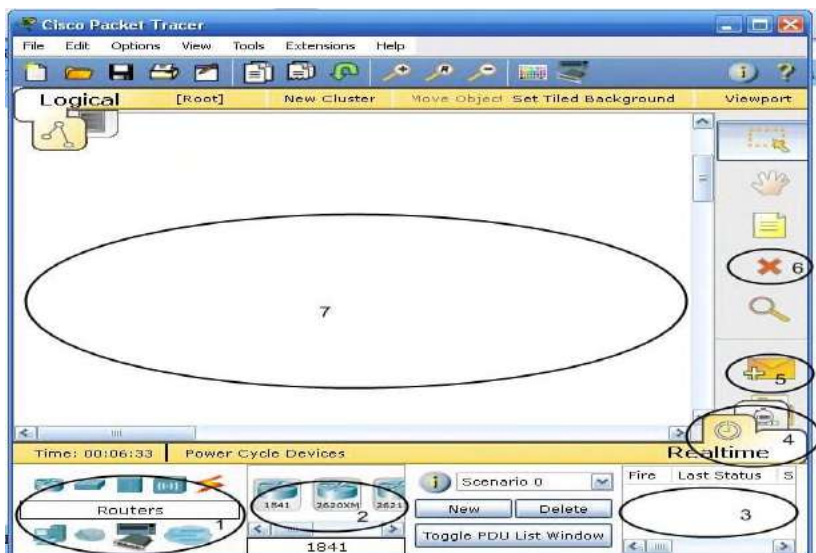 Cisco Packet Tracer
File Edit Options View Tools Extensions Help
Logical [Root] New Cluster Move Object Set Tiled Background Viewport
6
7
5
4
Time: 00:06:33 Power Cycle Devices Realtime
Routers 1
1841 2620XM 2621
2
1841
Scenario 0
New Delete
Toggle PDU List Window
Fire Last Status S
3